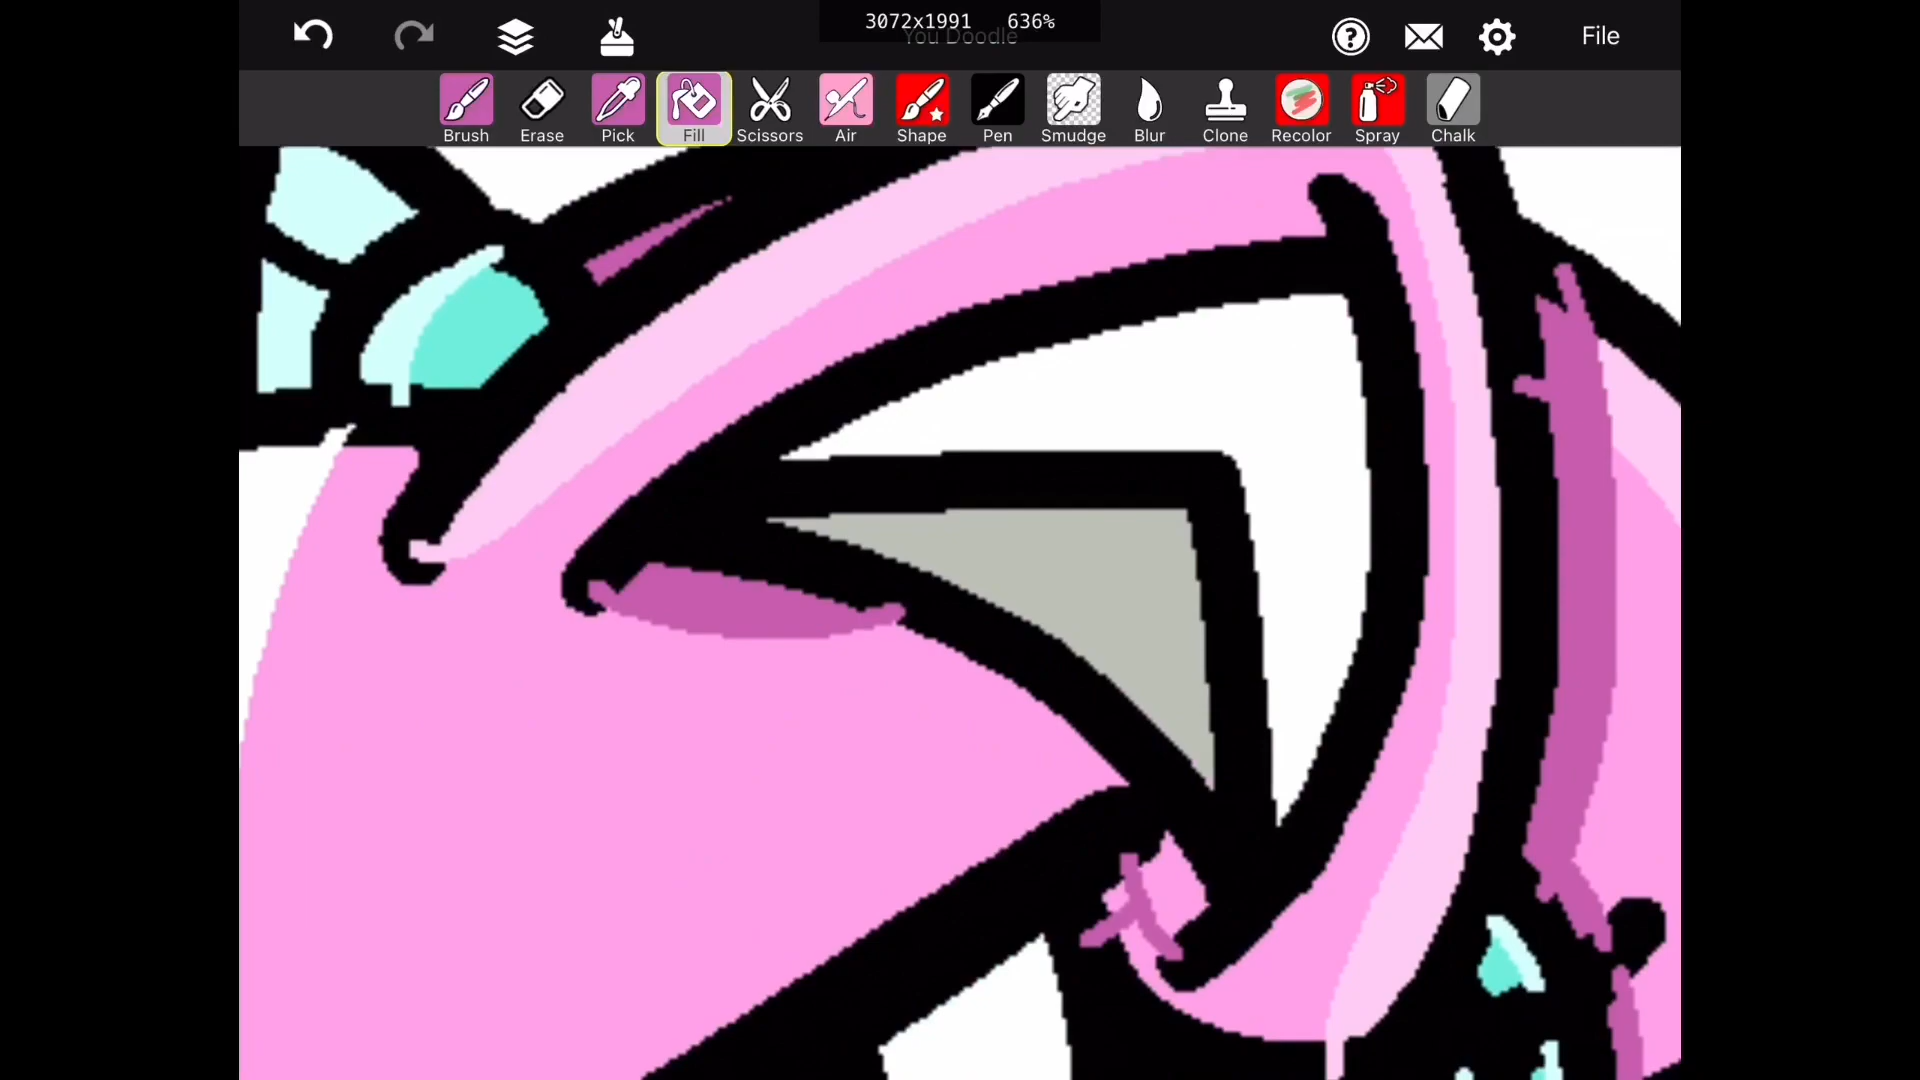 3072x1991 636%
You Doodle
File
Brush Erase Pick Fill Scissors Air Shape Pen Smudge Blur Clone Recolor Spray Chalk